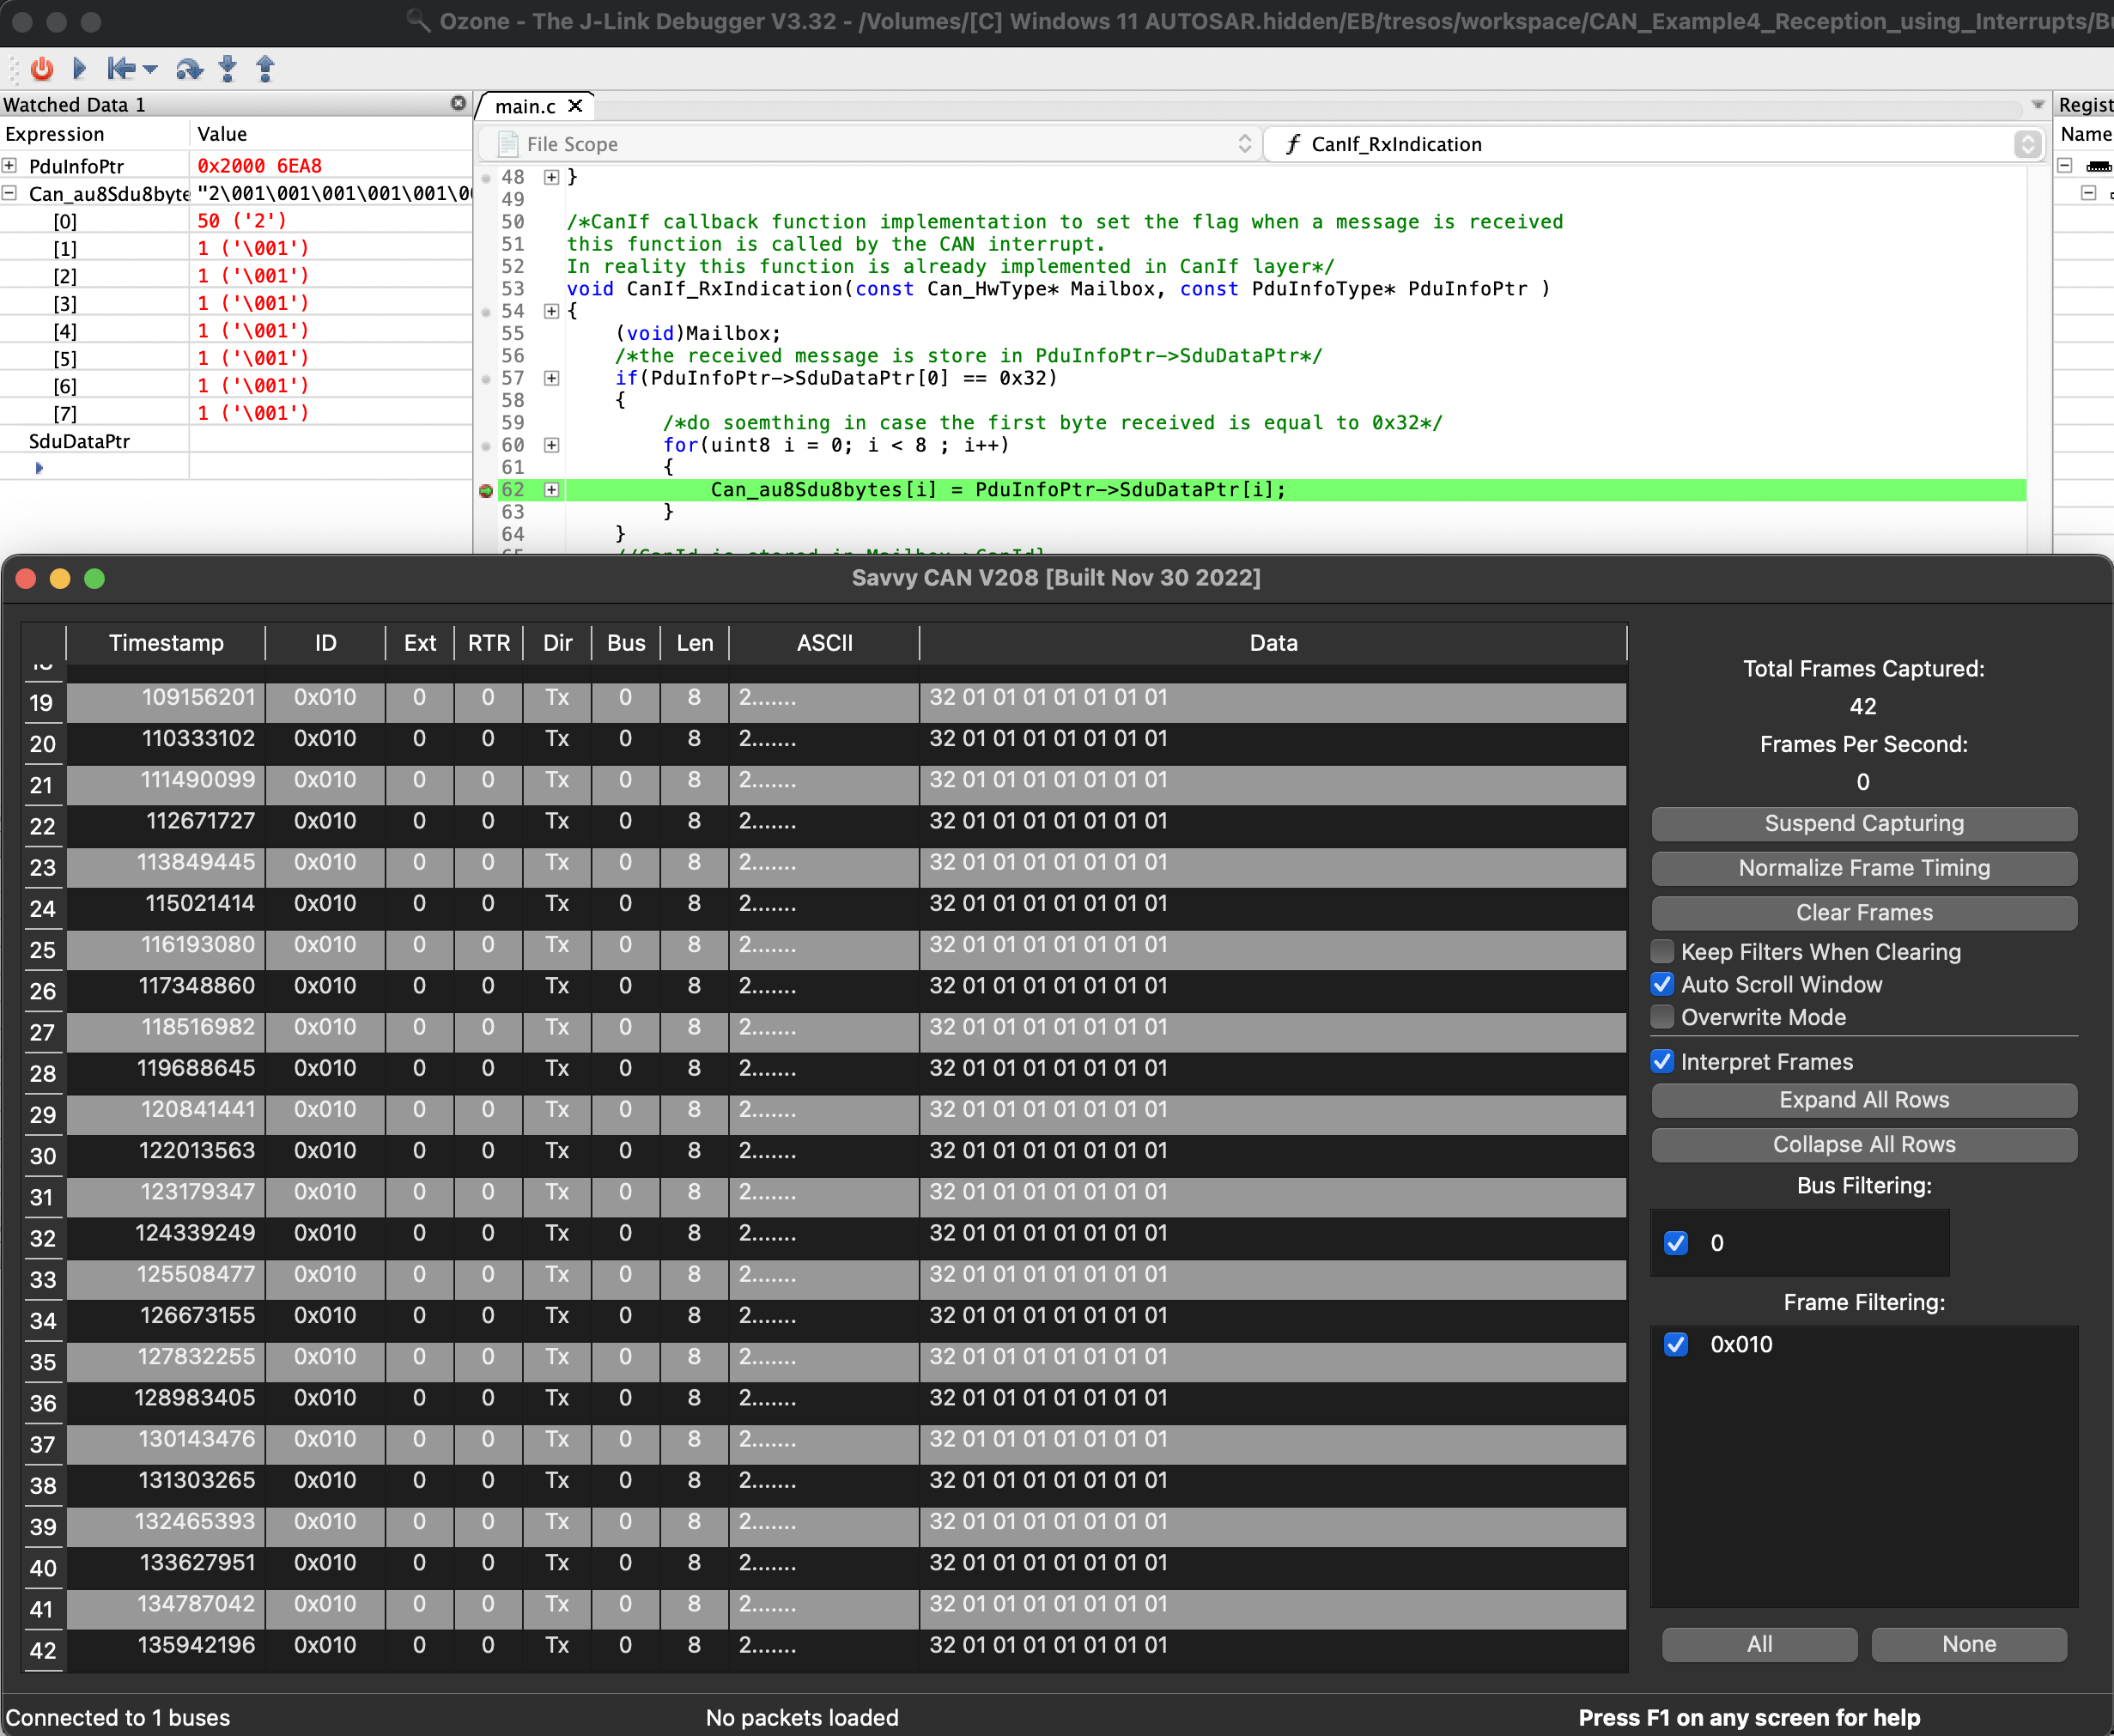 Ozone - The J-Link Debugger V3.32 - /Volumes/[C] Windows 11 AUTOSAR.hidden/EB/tresos/workspace/CAN_Example4_Reception_using_Interrupts/Bu
Watched Data 1
Expression Value
PduInfoPtr 0x2000 6EA8
Can_au8Sdu8byte "2\001\001\001\001\001\00
[0] 50 ('2')
[1] 1 ('\001')
[2] 1 ('\001')
[3] 1 ('\001')
[4] 1 ('\001')
[5] 1 ('\001')
[6] 1 ('\001')
[7] 1 ('\001')
SduDataPtr
main.c
File Scope
f CanIf_RxIndication
48 }
49
50 /*CanIf callback function implementation to set the flag when a message is received
51 this function is called by the CAN interrupt.
52 In reality this function is already implemented in CanIf layer*/
53 void CanIf_RxIndication(const Can_HwType* Mailbox, const PduInfoType* PduInfoPtr )
54 {
55 (void)Mailbox;
56 /*the received message is store in PduInfoPtr->SduDataPtr*/
57 if(PduInfoPtr->SduDataPtr[0] == 0x32)
58 {
59 /*do soemthing in case the first byte received is equal to 0x32*/
60 for(uint8 i = 0; i < 8 ; i++)
61 {
62 Can_au8Sdu8bytes[i] = PduInfoPtr->SduDataPtr[i];
63 }
64 }
Regist
Name
Savvy CAN V208 [Built Nov 30 2022]
Timestamp ID Ext RTR Dir Bus Len ASCII Data
19 109156201 0x010 0 0 Tx 0 8 2....... 32 01 01 01 01 01 01 01
20 110333102 0x010 0 0 Tx 0 8 2....... 32 01 01 01 01 01 01 01
21 111490099 0x010 0 0 Tx 0 8 2....... 32 01 01 01 01 01 01 01
22 112671727 0x010 0 0 Tx 0 8 2....... 32 01 01 01 01 01 01 01
23 113849445 0x010 0 0 Tx 0 8 2....... 32 01 01 01 01 01 01 01
24 115021414 0x010 0 0 Tx 0 8 2....... 32 01 01 01 01 01 01 01
25 116193080 0x010 0 0 Tx 0 8 2....... 32 01 01 01 01 01 01 01
26 117348860 0x010 0 0 Tx 0 8 2....... 32 01 01 01 01 01 01 01
27 118516982 0x010 0 0 Tx 0 8 2....... 32 01 01 01 01 01 01 01
28 119688645 0x010 0 0 Tx 0 8 2....... 32 01 01 01 01 01 01 01
29 120841441 0x010 0 0 Tx 0 8 2....... 32 01 01 01 01 01 01 01
30 122013563 0x010 0 0 Tx 0 8 2....... 32 01 01 01 01 01 01 01
31 123179347 0x010 0 0 Tx 0 8 2....... 32 01 01 01 01 01 01 01
32 124339249 0x010 0 0 Tx 0 8 2....... 32 01 01 01 01 01 01 01
33 125508477 0x010 0 0 Tx 0 8 2....... 32 01 01 01 01 01 01 01
34 126673155 0x010 0 0 Tx 0 8 2....... 32 01 01 01 01 01 01 01
35 127832255 0x010 0 0 Tx 0 8 2....... 32 01 01 01 01 01 01 01
36 128983405 0x010 0 0 Tx 0 8 2....... 32 01 01 01 01 01 01 01
37 130143476 0x010 0 0 Tx 0 8 2....... 32 01 01 01 01 01 01 01
38 131303265 0x010 0 0 Tx 0 8 2....... 32 01 01 01 01 01 01 01
39 132465393 0x010 0 0 Tx 0 8 2....... 32 01 01 01 01 01 01 01
40 133627951 0x010 0 0 Tx 0 8 2....... 32 01 01 01 01 01 01 01
41 134787042 0x010 0 0 Tx 0 8 2....... 32 01 01 01 01 01 01 01
42 135942196 0x010 0 0 Tx 0 8 2....... 32 01 01 01 01 01 01 01
Total Frames Captured:
42
Frames Per Second:
0
Suspend Capturing
Normalize Frame Timing
Clear Frames
Keep Filters When Clearing
Auto Scroll Window
Overwrite Mode
Interpret Frames
Expand All Rows
Collapse All Rows
Bus Filtering:
0
Frame Filtering:
0x010
All None
Connected to 1 buses
No packets loaded
Press F1 on any screen for help